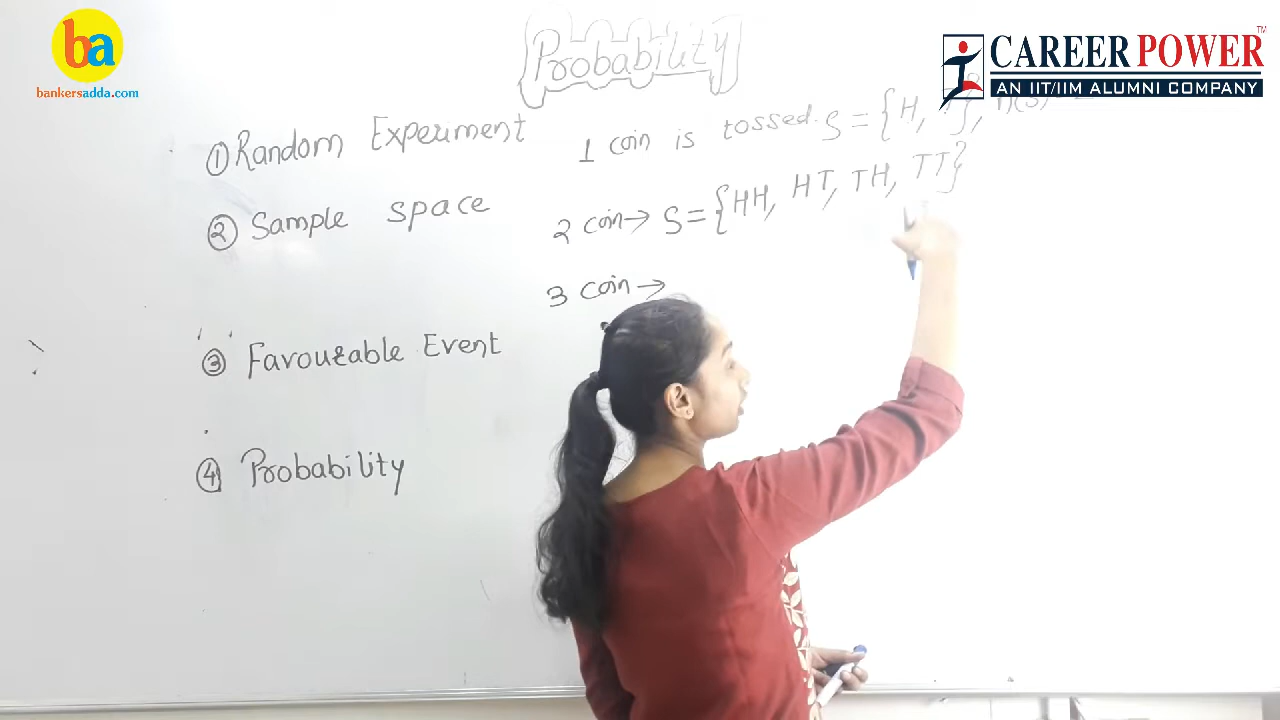 ba
bankersadda.com
Probability
CAREER POWER
TM
AN IIT/IIM ALUMNI COMPANY
① Random Experiment
1 coin is tossed. S = {H, T},
② Sample space
2 coin → S = {HH, HT, TH, TT}
3 coin →
③ Favourable Event
④ Probability